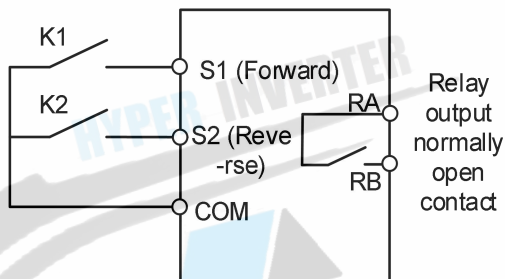 K1
S1 (Forward)
K2
S2 (Reve
-rse)
COM
RA
RB
Relay
output
normally
open
contact
HYPER INVERTER